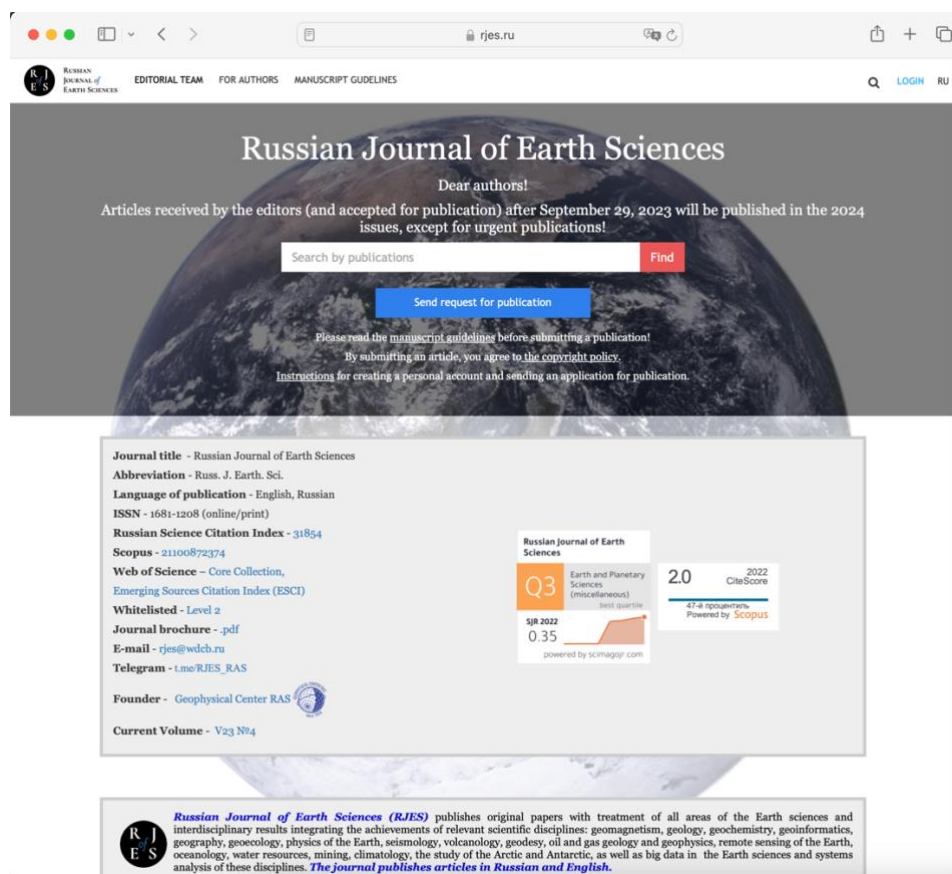 rjes.ru
R J
of
E S
RUSSIAN
JOURNAL of
EARTH SCIENCES
EDITORIAL TEAM FOR AUTHORS MANUSCRIPT GUDELINES
LOGIN RU
Russian Journal of Earth Sciences
Dear authors!
Articles received by the editors (and accepted for publication) after September 29, 2023 will be published in the 2024
issues, except for urgent publications!
Search by publications
Find
Send request for publication
Please read the manuscript guidelines before submitting a publication!
By submitting an article, you agree to the copyright policy.
Instructions for creating a personal account and sending an application for publication.
Journal title - Russian Journal of Earth Sciences
Abbreviation - Russ. J. Earth. Sci.
Language of publication - English, Russian
ISSN - 1681-1208 (online/print)
Russian Science Citation Index - 31854
Scopus - 21100872374
Web of Science – Core Collection,
Emerging Sources Citation Index (ESCI)
Whitelisted - Level 2
Journal brochure - .pdf
E-mail - rjes@wdcb.ru
Telegram - t.me/RJES_RAS
Founder - Geophysical Center RAS
Current Volume - V23 №4
Russian Journal of Earth
Sciences
Q3
Earth and Planetary
Sciences
(miscellaneous)
best quartile
SJR 2022
0.35
powered by scimagojr.com
2.0
2022
CiteScore
47-й процентиль
Powered by Scopus
R J
of
E S
Russian Journal of Earth Sciences (RJES) publishes original papers with treatment of all areas of the Earth sciences and
interdisciplinary results integrating the achievements of relevant scientific disciplines: geomagnetism, geology, geochemistry, geoinformatics,
geography, geoecology, physics of the Earth, seismology, volcanology, geodesy, oil and gas geology and geophysics, remote sensing of the Earth,
oceanology, water resources, mining, climatology, the study of the Arctic and Antarctic, as well as big data in the Earth sciences and systems
analysis of these disciplines. The journal publishes articles in Russian and English.